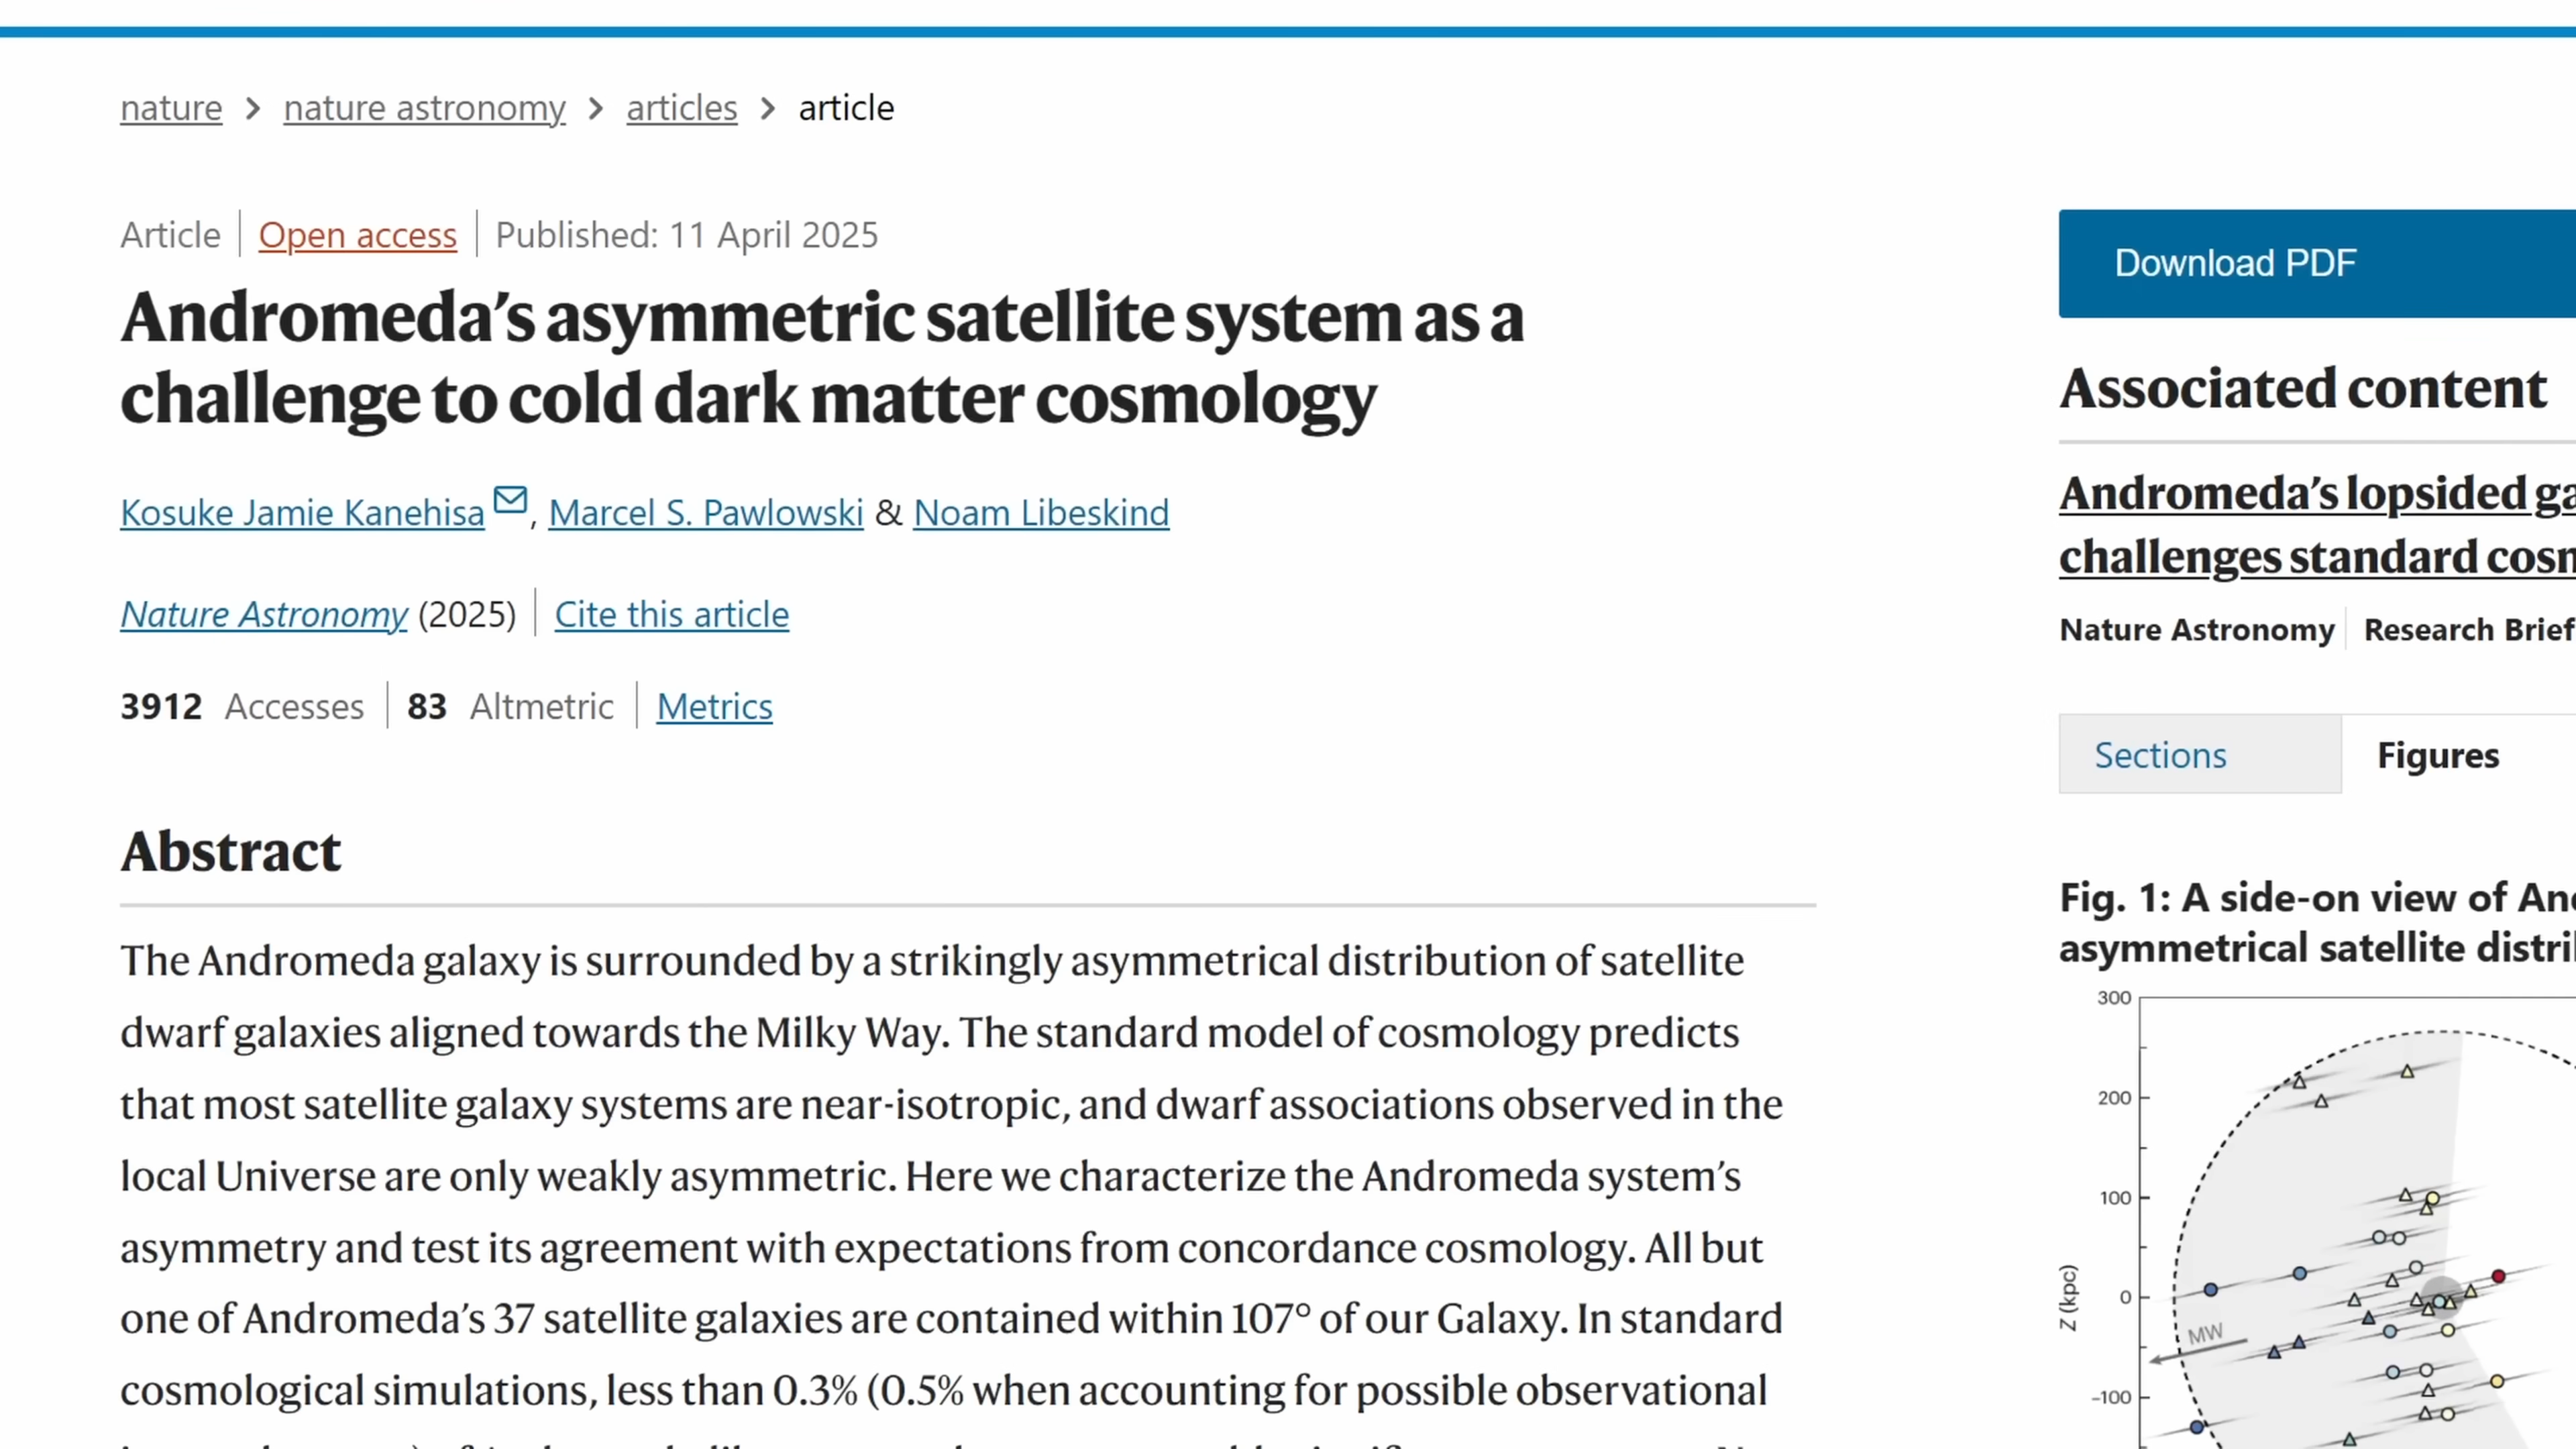 nature > nature astronomy > articles > article
Article | Open access | Published: 11 April 2025
Andromeda’s asymmetric satellite system as a
challenge to cold dark matter cosmology
Kosuke Jamie Kanehisa, Marcel S. Pawlowski & Noam Libeskind
Nature Astronomy (2025) | Cite this article
3912 Accesses | 83 Altmetric | Metrics
Abstract
The Andromeda galaxy is surrounded by a strikingly asymmetrical distribution of satellite
dwarf galaxies aligned towards the Milky Way. The standard model of cosmology predicts
that most satellite galaxy systems are near-isotropic, and dwarf associations observed in the
local Universe are only weakly asymmetric. Here we characterize the Andromeda system’s
asymmetry and test its agreement with expectations from concordance cosmology. All but
one of Andromeda’s 37 satellite galaxies are contained within 107° of our Galaxy. In standard
cosmological simulations, less than 0.3% (0.5% when accounting for possible observational
Download PDF
Associated content
Andromeda’s lopsided ga
challenges standard cosm
Nature Astronomy | Research Brief
Sections
Figures
Fig. 1: A side-on view of And
asymmetrical satellite distri
300
200
100
0
-100
Z (kpc)
MW